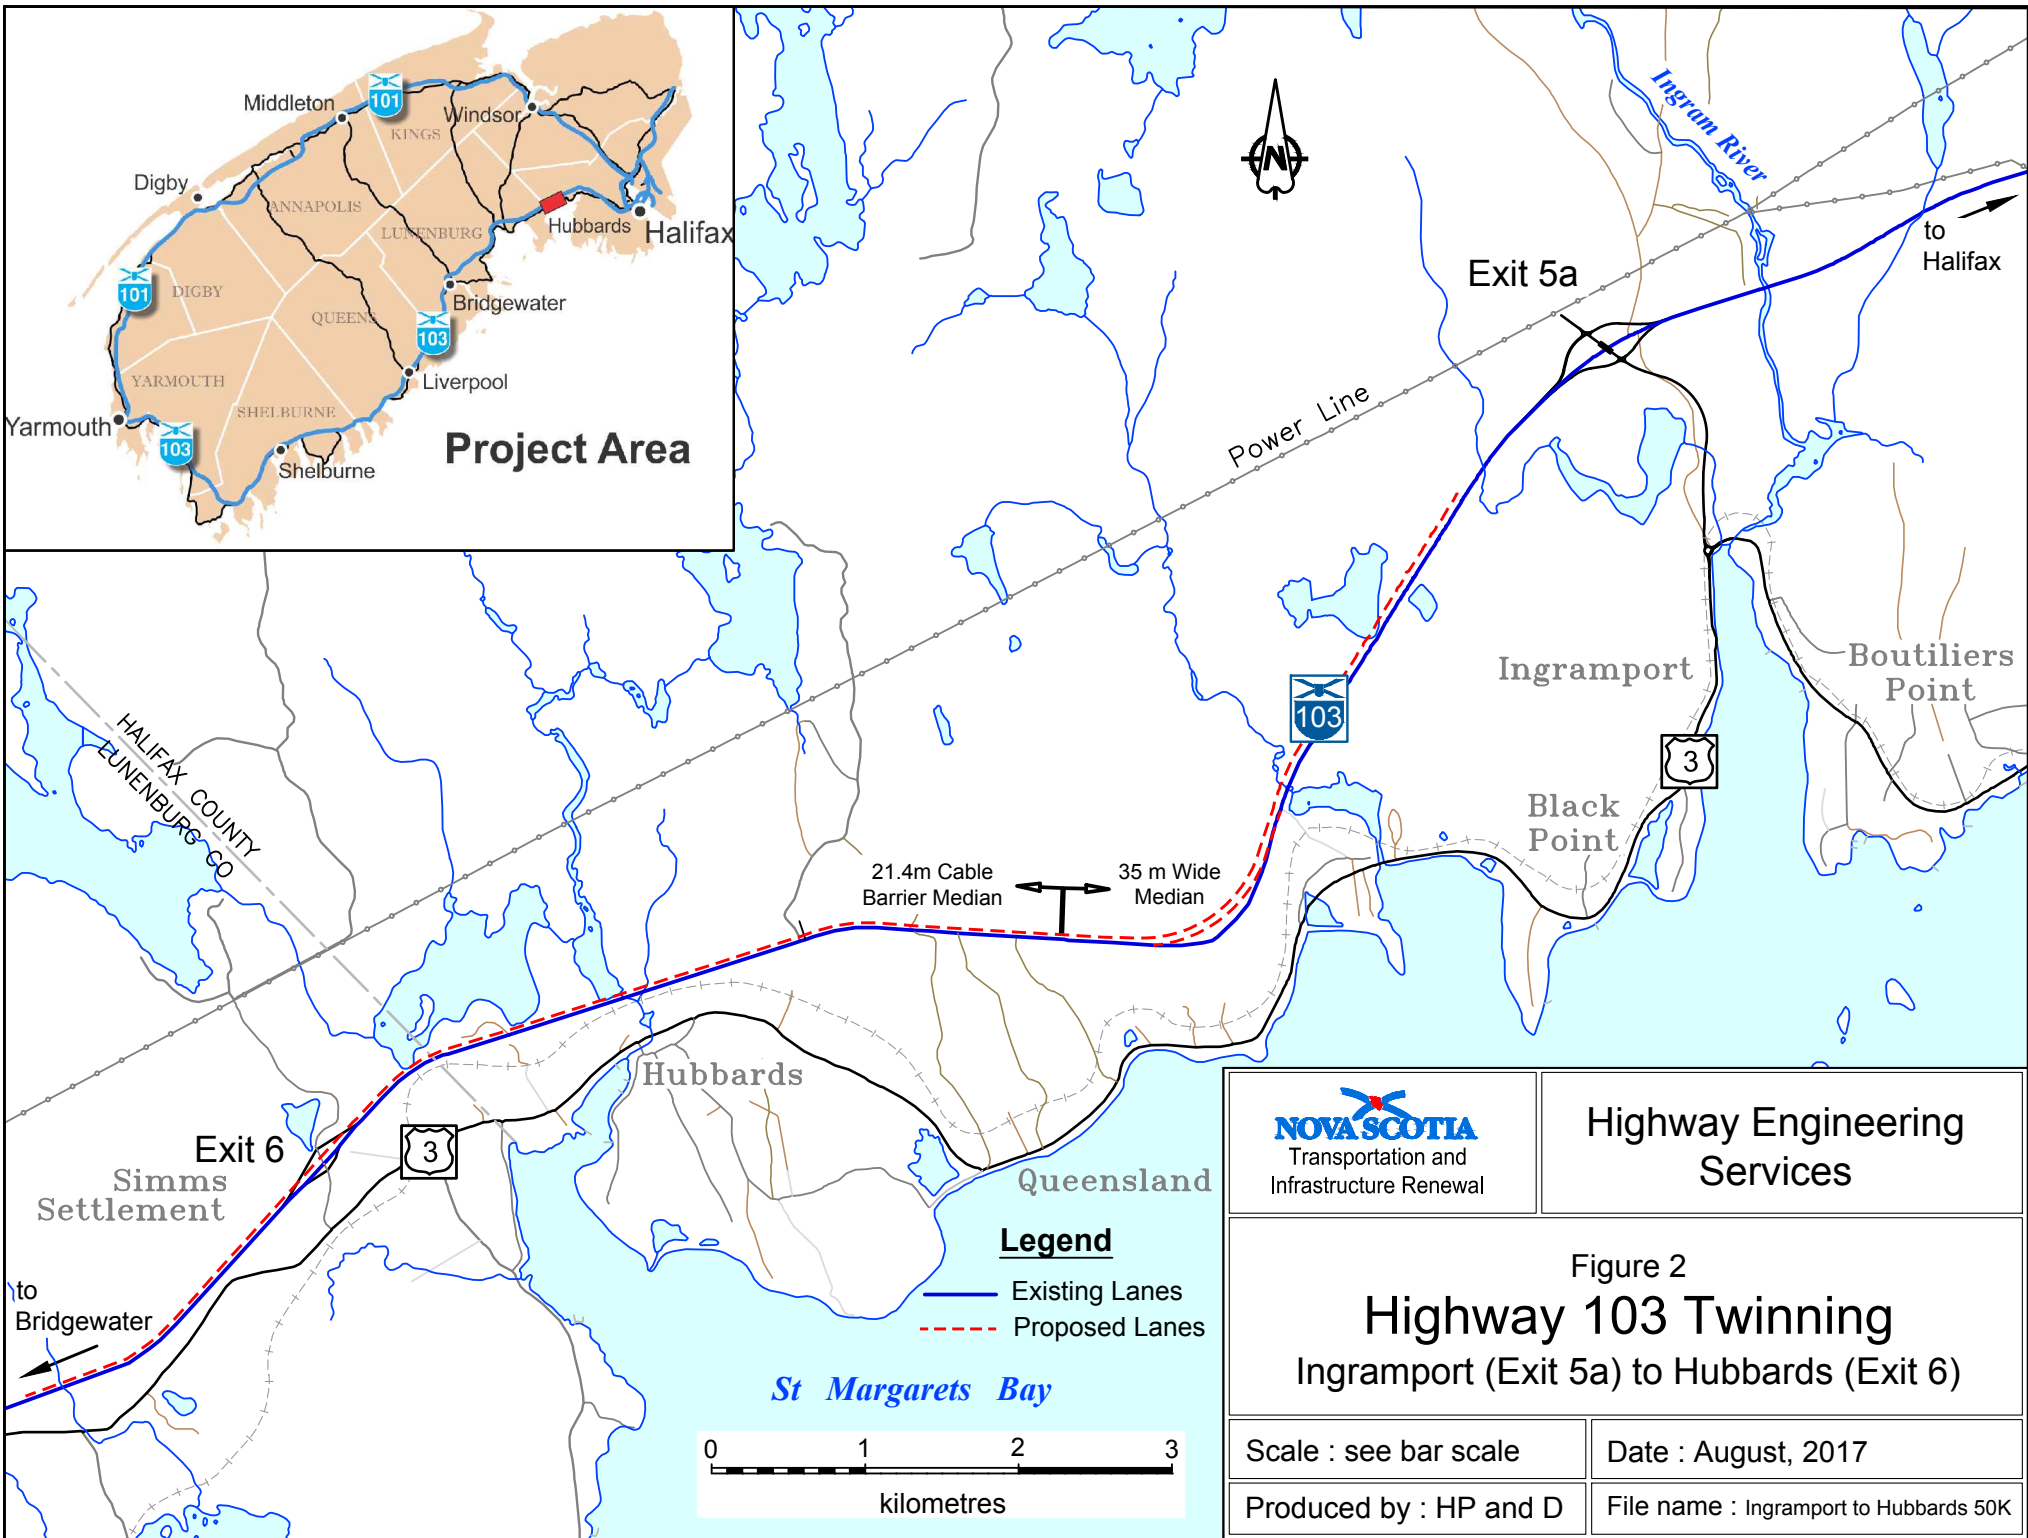 Middleton
101
Windsor
KINGS
Digby
ANNAPOLIS
LUNENBURG
Hubbards
Halifax
101
DIGBY
QUEENS
Bridgewater
103
Liverpool
YARMOUTH
SHELBURNE
Yarmouth
103
Shelburne
Project Area
N
Ingram River
to
Halifax
Exit 5a
Power Line
HALIFAX COUNTY
LUNENBURG CO
Ingramport
Boutiliers
Point
103
3
Black
Point
21.4m Cable
Barrier Median
35 m Wide
Median
Hubbards
Exit 6
3
Simms
Settlement
Queensland
to
Bridgewater
Legend
Existing Lanes
Proposed Lanes
St Margarets Bay
0 1 2 3
kilometres
NOVA SCOTIA
Transportation and
Infrastructure Renewal
Highway Engineering
Services
Figure 2
Highway 103 Twinning
Ingramport (Exit 5a) to Hubbards (Exit 6)
Scale : see bar scale
Date : August, 2017
Produced by : HP and D
File name : Ingramport to Hubbards 50K